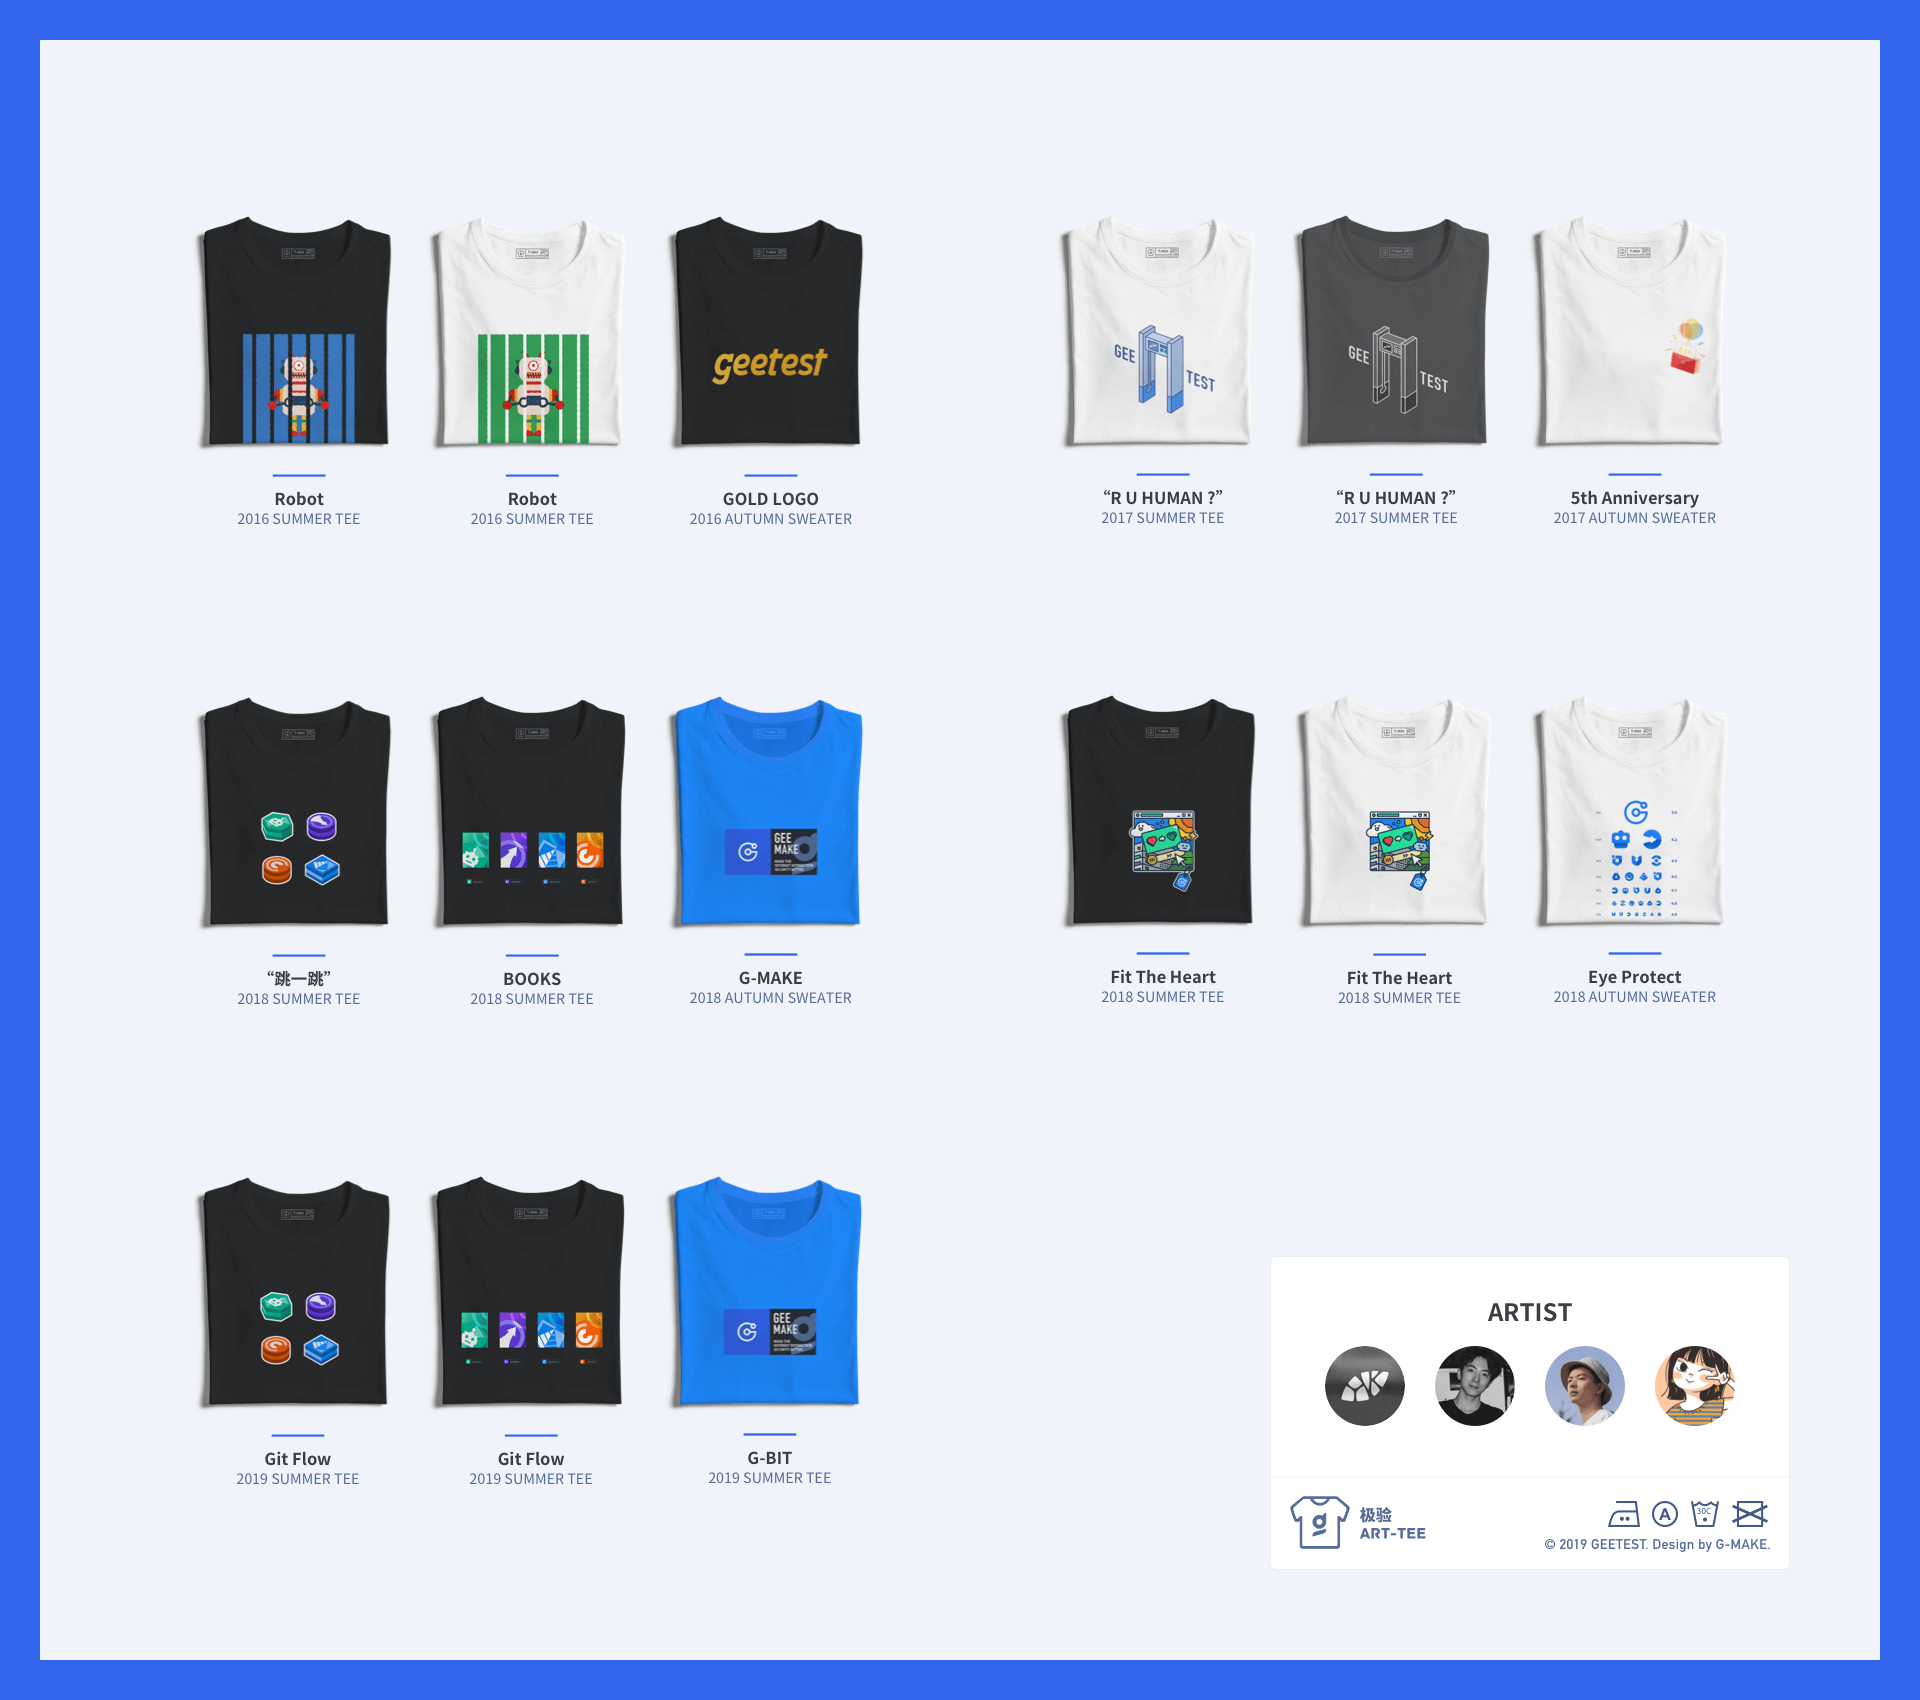 geetest
GEE
TEST
GEE
TEST
Robot
2016 SUMMER TEE
Robot
2016 SUMMER TEE
GOLD LOGO
2016 AUTUMN SWEATER
“R U HUMAN ?”
2017 SUMMER TEE
“R U HUMAN ?”
2017 SUMMER TEE
5th Anniversary
2017 AUTUMN SWEATER
GEE
MAKE
“跳一跳”
2018 SUMMER TEE
BOOKS
2018 SUMMER TEE
G-MAKE
2018 AUTUMN SWEATER
Fit The Heart
2018 SUMMER TEE
Fit The Heart
2018 SUMMER TEE
Eye Protect
2018 AUTUMN SWEATER
GEE
MAKE
Git Flow
2019 SUMMER TEE
Git Flow
2019 SUMMER TEE
G-BIT
2019 SUMMER TEE
ARTIST
极验
ART-TEE
A
30C
© 2019 GEETEST. Design by G-MAKE.